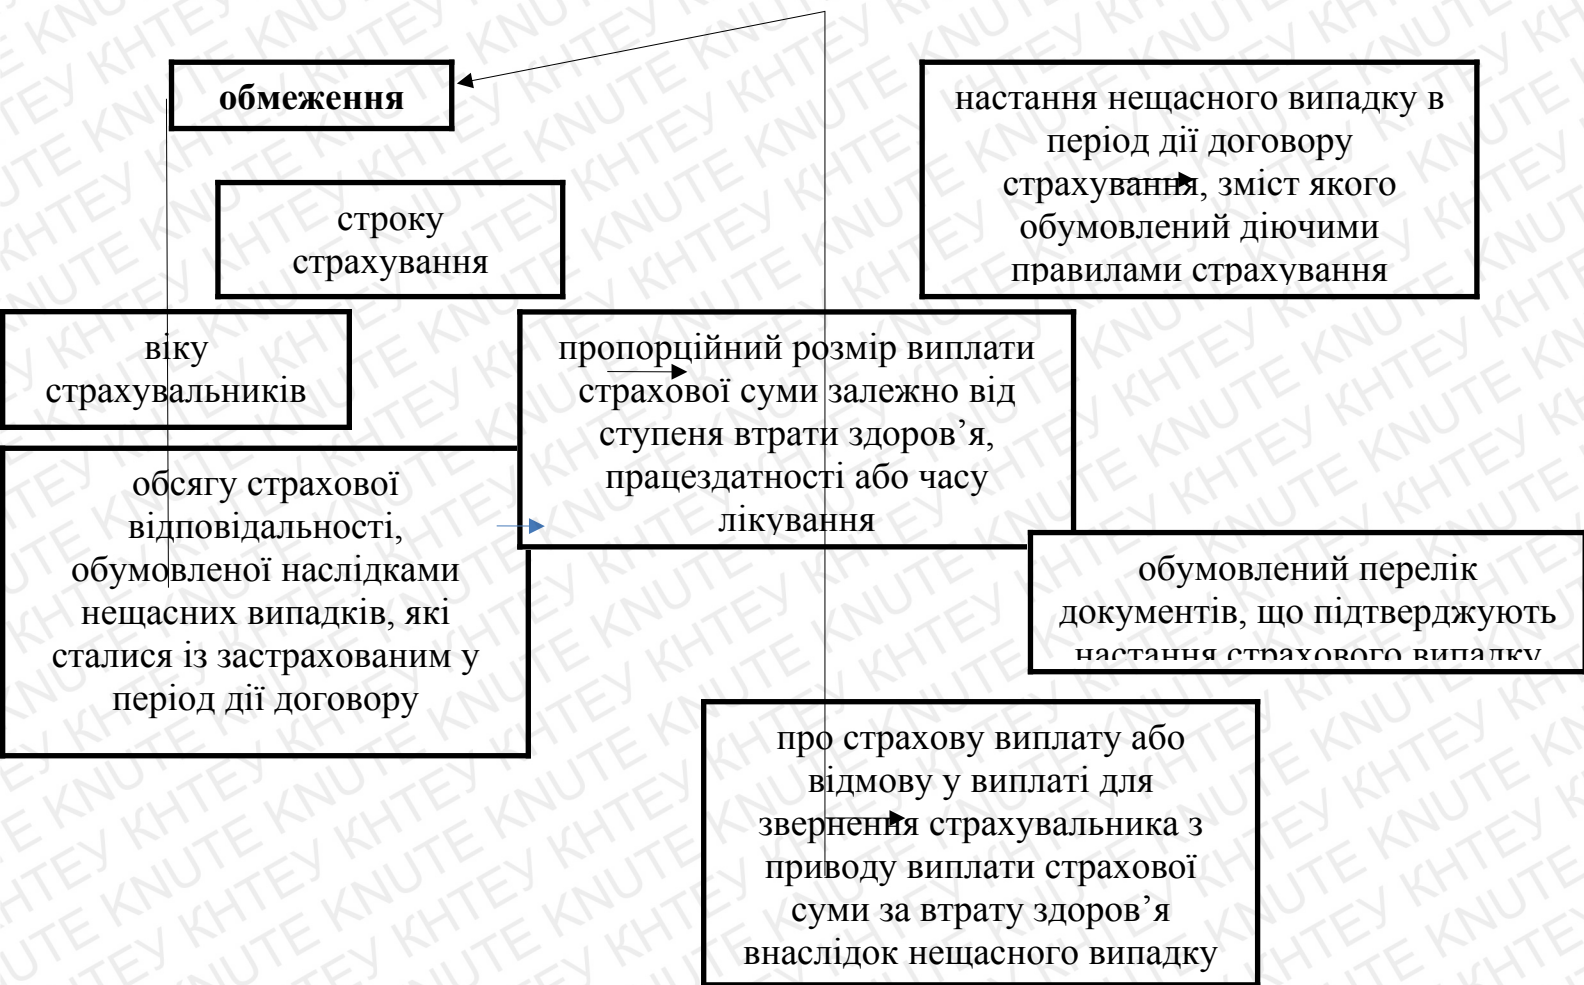 обмеження
строку
страхування
віку
страхувальників
обсягу страхової
відповідальності,
обумовленої наслідками
нещасних випадків, які
сталися із застрахованим у
період дії договору
настання нещасного випадку в
період дії договору
страхування, зміст якого
обумовлений діючими
правилами страхування
пропорційний розмір виплати
страхової суми залежно від
ступеня втрати здоров’я,
працездатності або часу
лікування
обумовлений перелік
документів, що підтверджують
настання страхового випадку
про страхову виплату або
відмову у виплаті для
звернення страхувальника з
приводу виплати страхової
суми за втрату здоров’я
внаслідок нещасного випадку